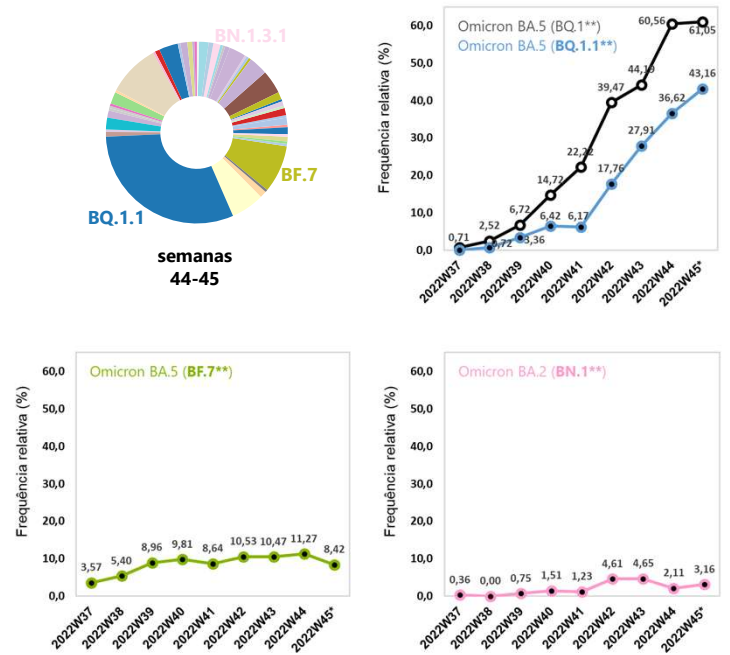 BN.1.3.1
BF.7
BQ.1.1
semanas
44-45
Frequência relativa (%)
60,0
50,0
40,0
30,0
20,0
10,0
0,0
Omicron BA.5 (BQ.1**)
Omicron BA.5 (BQ.1.1**)
0,71
2,52
6,72
14,72
22,22
39,47
44,19
60,56
61,05
3,36
6,42
6,17
17,76
27,91
36,62
43,16
2022W37
2022W38
2022W39
2022W40
2022W41
2022W42
2022W43
2022W44
2022W45*
Frequência relativa (%)
60,0
50,0
40,0
30,0
20,0
10,0
0,0
Omicron BA.5 (BF.7**)
3,57
5,40
8,96
9,81
8,64
10,53
10,47
11,27
8,42
2022W37
2022W38
2022W39
2022W40
2022W41
2022W42
2022W43
2022W44
2022W45*
Frequência relativa (%)
60,0
50,0
40,0
30,0
20,0
10,0
0,0
Omicron BA.2 (BN.1**)
0,36
0,00
0,75
1,51
1,23
4,61
4,65
2,11
3,16
2022W37
2022W38
2022W39
2022W40
2022W41
2022W42
2022W43
2022W44
2022W45*